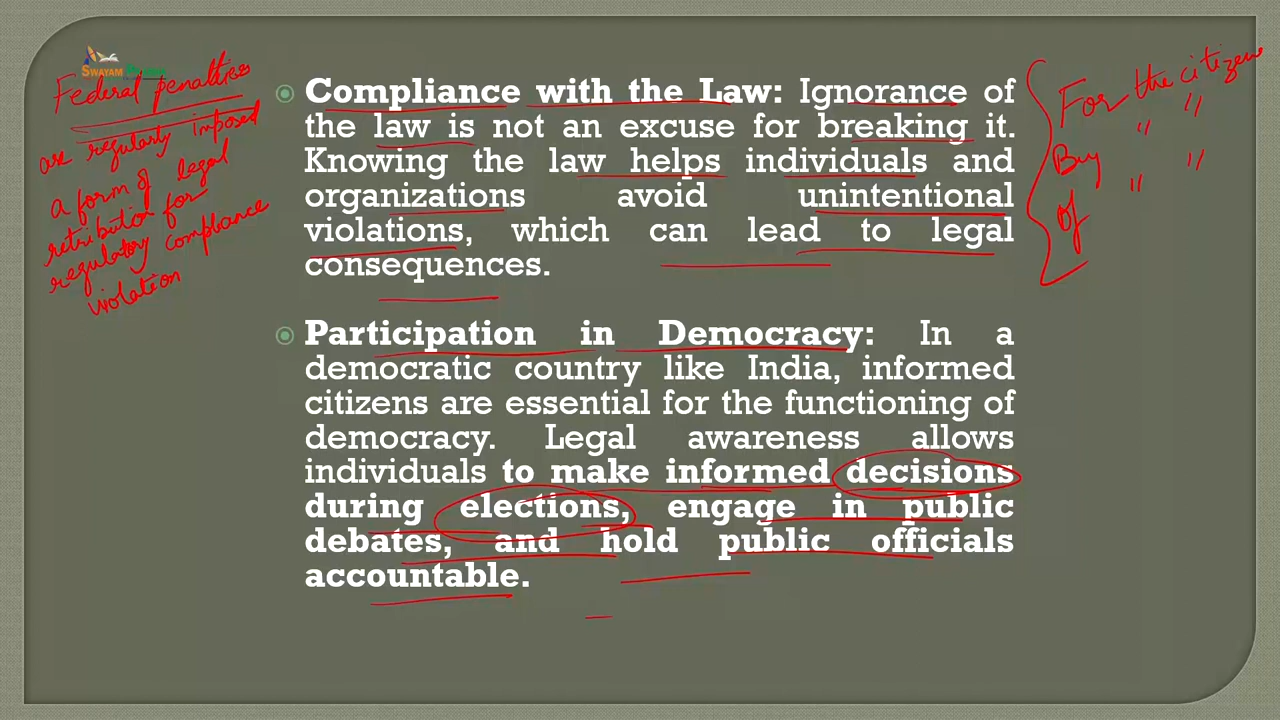 SWAYAM
Federal penalties
are regularly imposed
a form of legal
retribution for
regulatory compliance
violation
Compliance with the Law: Ignorance of
the law is not an excuse for breaking it.
Knowing the law helps individuals and
organizations avoid unintentional
violations, which can lead to legal
consequences.
For the citizens
Buy " "
Of " "
Participation in Democracy: In a
democratic country like India, informed
citizens are essential for the functioning of
democracy. Legal awareness allows
individuals to make informed decisions
during elections, engage in public
debates, and hold public officials
accountable.